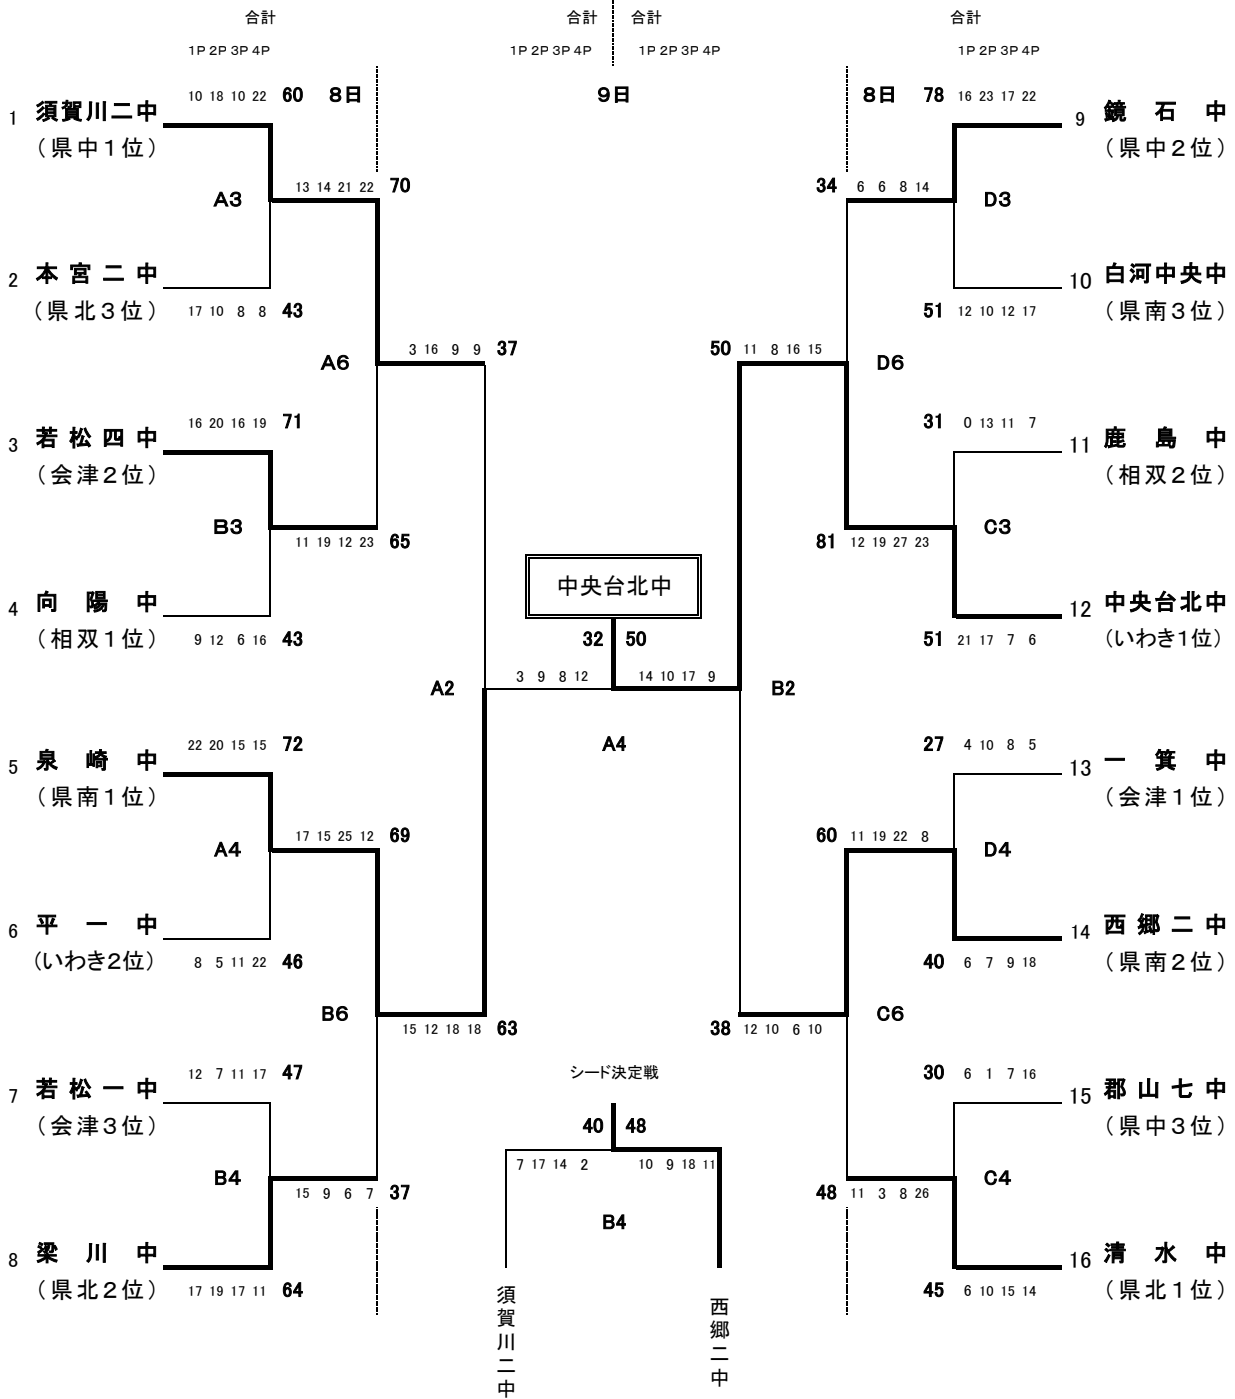 合計 合計 合計 合計
1P 2P 3P 4P 1P 2P 3P 4P 1P 2P 3P 4P 1P 2P 3P 4P
10 18 10 22 60 8日 9日 8日 78 16 23 17 22
1 須賀川二中 9 鏡 石 中
(県中1位) (県中2位)
13 14 21 22 70 34 6 6 8 14
A3 D3
2 本宮二中 10 白河中央中
(県北3位) (県南3位)
17 10 8 8 43 51 12 10 12 17
3 16 9 9 37 50 11 8 16 15
A6 D6
16 20 16 19 71 31 0 13 11 7
3 若松四中 11 鹿 島 中
(会津2位) (相双2位)
B3 C3
11 19 12 23 65 81 12 19 27 23
中央台北中
4 向 陽 中 12 中央台北中
(相双1位) (いわき1位)
9 12 6 16 43 32 50 51 21 17 7 6
3 9 8 12 14 10 17 9
A2 B2
A4
22 20 15 15 72 27 4 10 8 5
5 泉 崎 中 13 一 箕 中
(県南1位) (会津1位)
17 15 25 12 69 60 11 19 22 8
A4 D4
6 平 一 中 14 西郷二中
(いわき2位) (県南2位)
8 5 11 22 46 40 6 7 9 18
B6 C6
15 12 18 18 63 38 12 10 6 10
12 7 11 17 47 シード決定戦 30 6 1 7 16
7 若松一中 15 郡山七中
(会津3位) (県中3位)
40 48
7 17 14 2 10 9 18 11
B4 C4
15 9 6 7 37 48 11 3 8 26
B4
8 梁 川 中 16 清 水 中
(県北2位) (県北1位)
17 19 17 11 64 45 6 10 15 14
須賀川二中
西郷二中